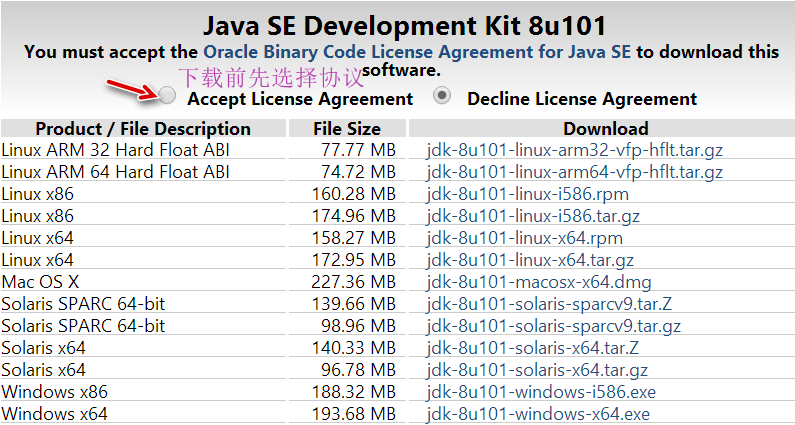 Java SE Development Kit 8u101
You must accept the Oracle Binary Code License Agreement for Java SE to download this
software.
下载前先选择协议
Accept License Agreement Decline License Agreement
Product / File Description File Size Download
Linux ARM 32 Hard Float ABI 77.77 MB jdk-8u101-linux-arm32-vfp-hflt.tar.gz
Linux ARM 64 Hard Float ABI 74.72 MB jdk-8u101-linux-arm64-vfp-hflt.tar.gz
Linux x86 160.28 MB jdk-8u101-linux-i586.rpm
Linux x86 174.96 MB jdk-8u101-linux-i586.tar.gz
Linux x64 158.27 MB jdk-8u101-linux-x64.rpm
Linux x64 172.95 MB jdk-8u101-linux-x64.tar.gz
Mac OS X 227.36 MB jdk-8u101-macosx-x64.dmg
Solaris SPARC 64-bit 139.66 MB jdk-8u101-solaris-sparcv9.tar.Z
Solaris SPARC 64-bit 98.96 MB jdk-8u101-solaris-sparcv9.tar.gz
Solaris x64 140.33 MB jdk-8u101-solaris-x64.tar.Z
Solaris x64 96.78 MB jdk-8u101-solaris-x64.tar.gz
Windows x86 188.32 MB jdk-8u101-windows-i586.exe
Windows x64 193.68 MB jdk-8u101-windows-x64.exe